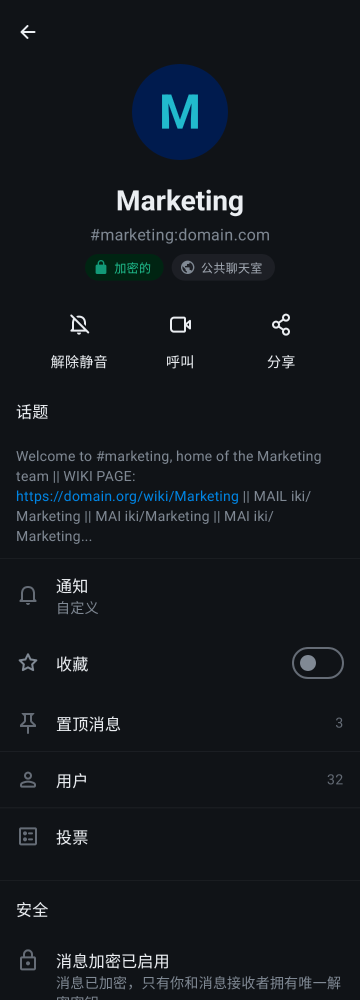 M
Marketing
#marketing:domain.com
加密的 公共聊天室
解除静音 呼叫 分享
话题
Welcome to #marketing, home of the Marketing
team || WIKI PAGE:
https://domain.org/wiki/Marketing || MAIL iki/
Marketing || MAI iki/Marketing || MAI iki/
Marketing...
通知
自定义
收藏
置顶消息 3
用户 32
投票
安全
消息加密已启用
消息已加密，只有你和消息接收者拥有唯一解